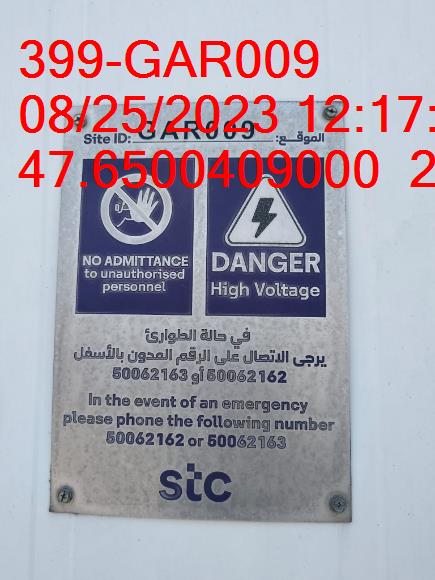 399-GAR009
08/25/2023 12:17:
47.6500409000 2
Site ID: GAR009 الموقع:
NO ADMITTANCE
to unauthorised
personnel
DANGER
High Voltage
في حالة الطوارئ
يرجى الاتصال على الرقم المدون بالأسفل
50062163 أو 50062162
In the event of an emergency
please phone the following number
50062162 or 50062163
stc